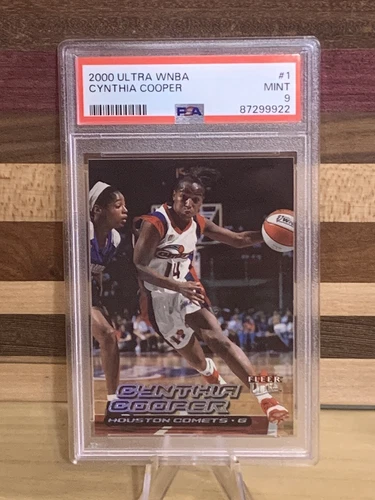 2000 ULTRA WNBA #1
CYNTHIA COOPER MINT
9
PSA 87299922
14
FLEER
ULTRA
CYNTHIA
COOPER
HOUSTON COMETS • G